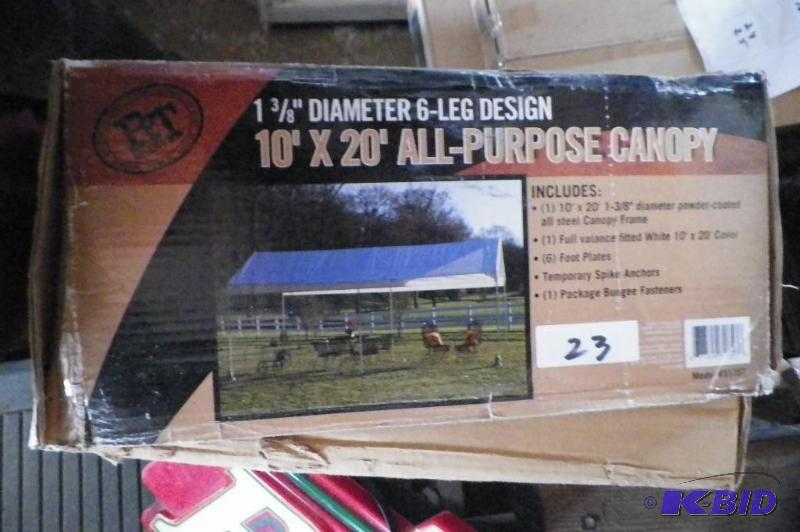 1 3/8" DIAMETER 6-LEG DESIGN
10' X 20' ALL-PURPOSE CANOPY
INCLUDES:
• (1) 10' x 20' 1-3/8" diameter powder-coated
all steel Canopy Frame
• (1) Full valance fitted White 10' x 20' Color
• (6) Foot Plates
• Temporary Spike Anchors
• (1) Package Bungee Fasteners
23
Model
© K-BID